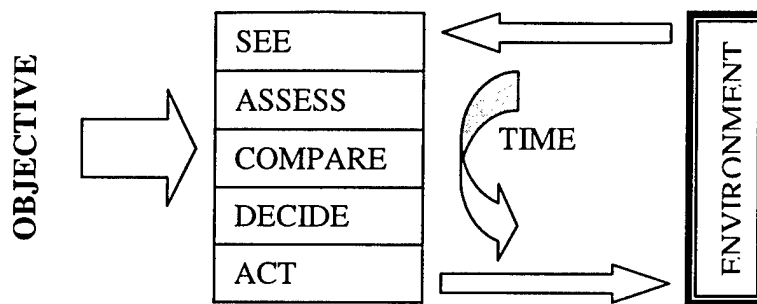 OBJECTIVE
SEE
ASSESS
COMPARE
DECIDE
ACT
TIME
ENVIRONMENT